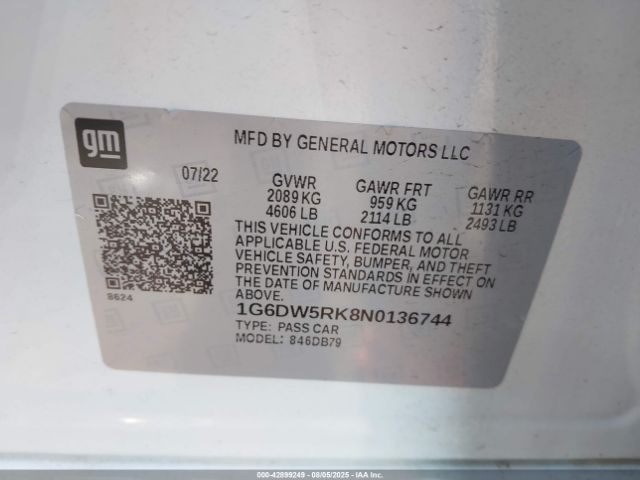 gm
MFD BY GENERAL MOTORS LLC
07/22
GVWR GAWR FRT GAWR RR
2089 KG 959 KG 1131 KG
4606 LB 2114 LB 2493 LB
THIS VEHICLE CONFORMS TO ALL
APPLICABLE U.S. FEDERAL MOTOR
VEHICLE SAFETY, BUMPER, AND THEFT
PREVENTION STANDARDS IN EFFECT ON
THE DATE OF MANUFACTURE SHOWN
ABOVE.
8624
1G6DW5RK8N0136744
TYPE: PASS CAR
MODEL: 846DB79
000-42899249 - 08/05/2025 - IAA Inc.